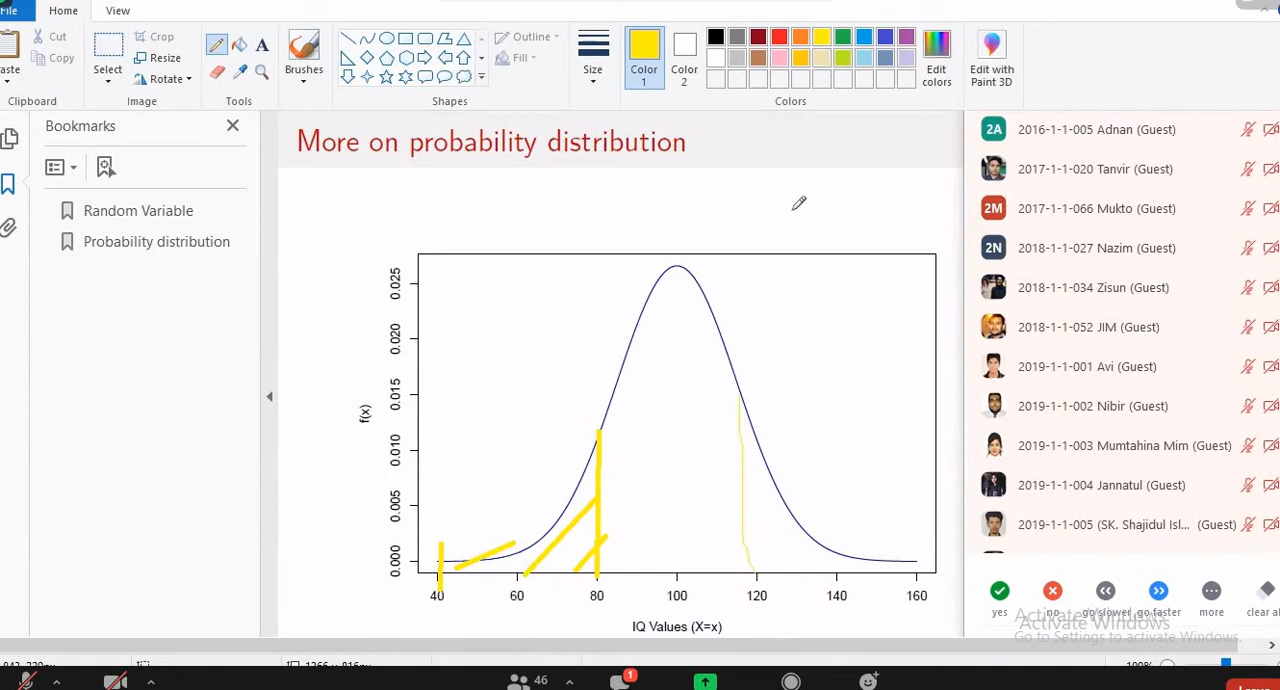 File Home View
Cut
Crop
Outline
Paste
Copy
Select
Resize
Rotate
Brushes
Fill
Size
Color 1
Color 2
Edit colors
Edit with Paint 3D
Clipboard
Image
Tools
Shapes
Colors
Bookmarks
Random Variable
Probability distribution
More on probability distribution
f(x)
0.025
0.020
0.015
0.010
0.005
0.000
40 60 80 100 120 140 160
IQ Values (X=x)
2A 2016-1-1-005 Adnan (Guest)
2017-1-1-020 Tanvir (Guest)
2M 2017-1-1-066 Mukto (Guest)
2N 2018-1-1-027 Nazim (Guest)
2018-1-1-034 Zisun (Guest)
2018-1-1-052 JIM (Guest)
2019-1-1-001 Avi (Guest)
2019-1-1-002 Nibir (Guest)
2019-1-1-003 Mumtahina Mim (Guest)
2019-1-1-004 Jannatul (Guest)
2019-1-1-005 (SK. Shajidul Isl... (Guest)
yes no go slower go faster more clear al
Activate Windows
Activate Windows
Go to Settings to activate Windows.
100%
46
1